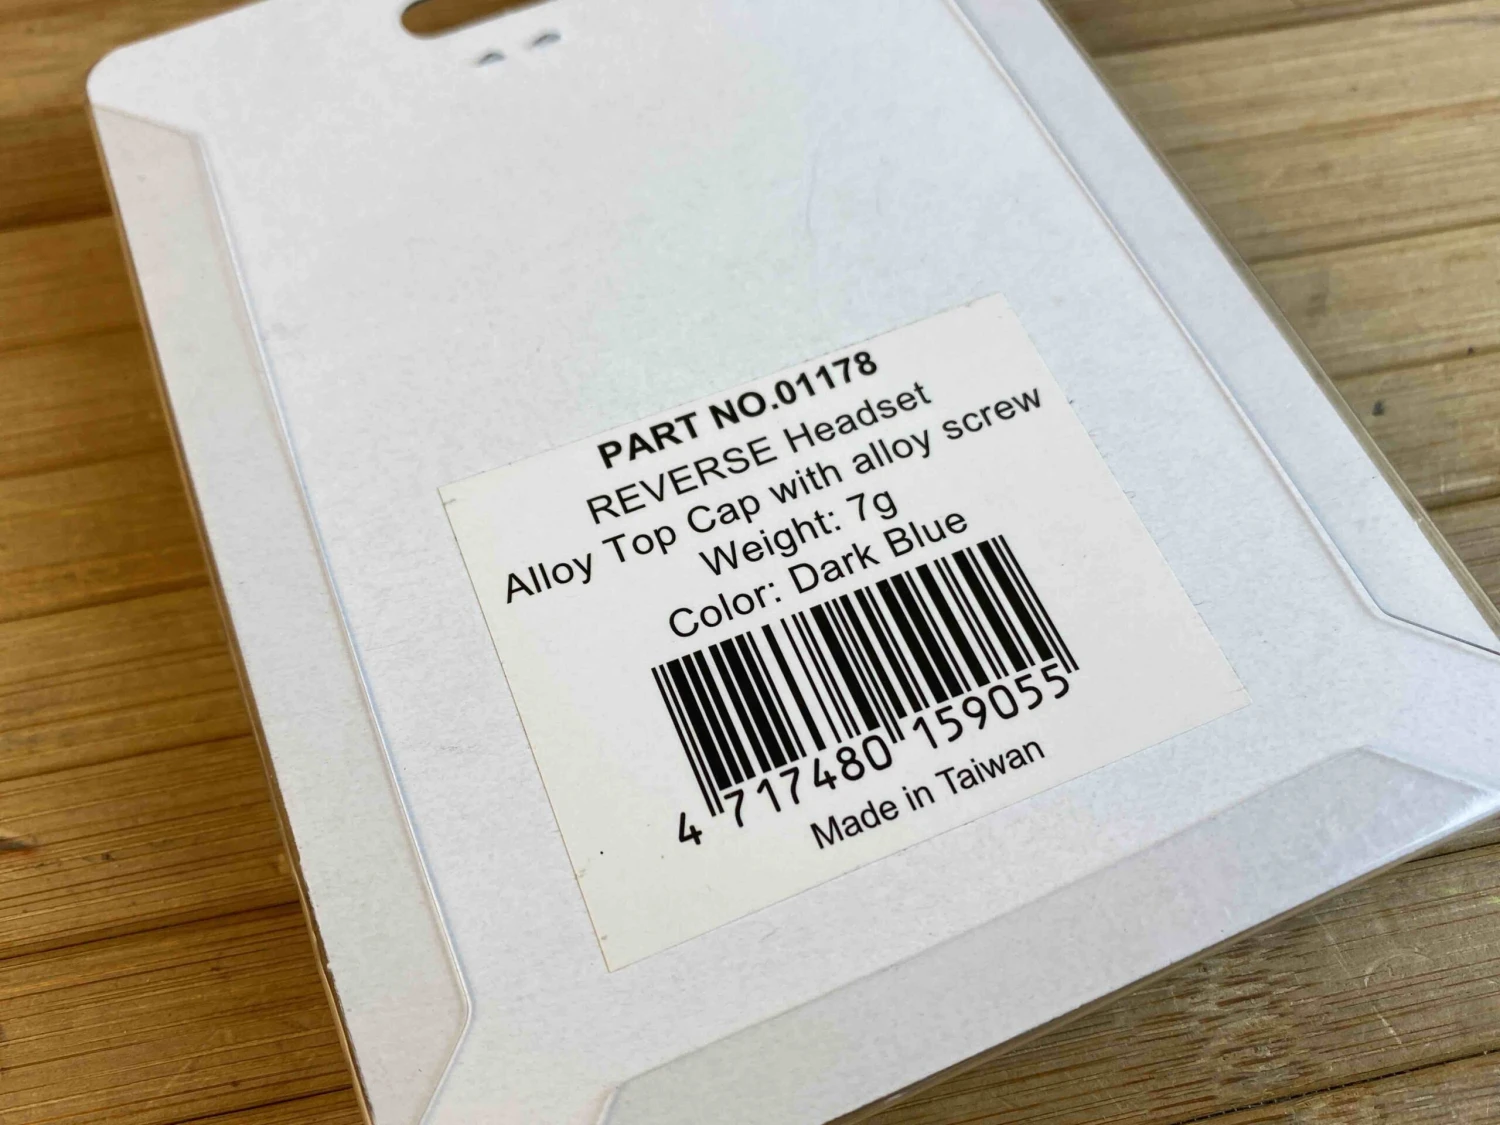 PART NO.01178
REVERSE Headset
Alloy Top Cap with alloy screw
Weight: 7g
Color: Dark Blue
4 717480 159055
Made in Taiwan